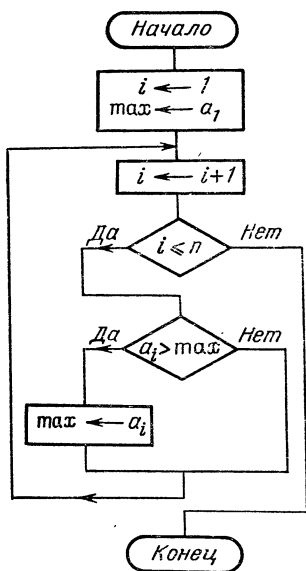 Начало
i ← 1
max ← a₁
i ← i+1
Да
Нет
i ⩽ n
Да
Нет
aᵢ > max
max ← aᵢ
Конец